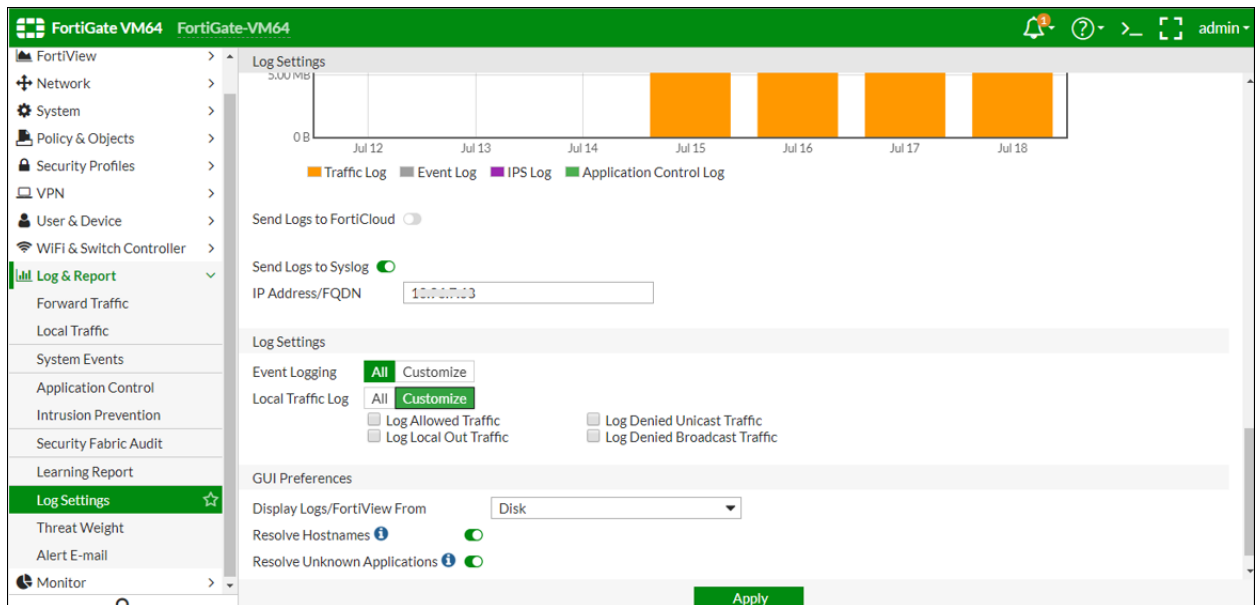 FortiGate VM64 FortiGate-VM64 1 admin
FortiView
Network
System
Policy & Objects
Security Profiles
VPN
User & Device
WiFi & Switch Controller
Log & Report
Forward Traffic
Local Traffic
System Events
Application Control
Intrusion Prevention
Security Fabric Audit
Learning Report
Log Settings
Threat Weight
Alert E-mail
Monitor
Log Settings
5.00 MB
0 B
Jul 12 Jul 13 Jul 14 Jul 15 Jul 16 Jul 17 Jul 18
Traffic Log Event Log IPS Log Application Control Log
Send Logs to FortiCloud
Send Logs to Syslog
IP Address/FQDN
Log Settings
Event Logging All Customize
Local Traffic Log All Customize
Log Allowed Traffic Log Denied Unicast Traffic
Log Local Out Traffic Log Denied Broadcast Traffic
GUI Preferences
Display Logs/FortiView From Disk
Resolve Hostnames
Resolve Unknown Applications
Apply